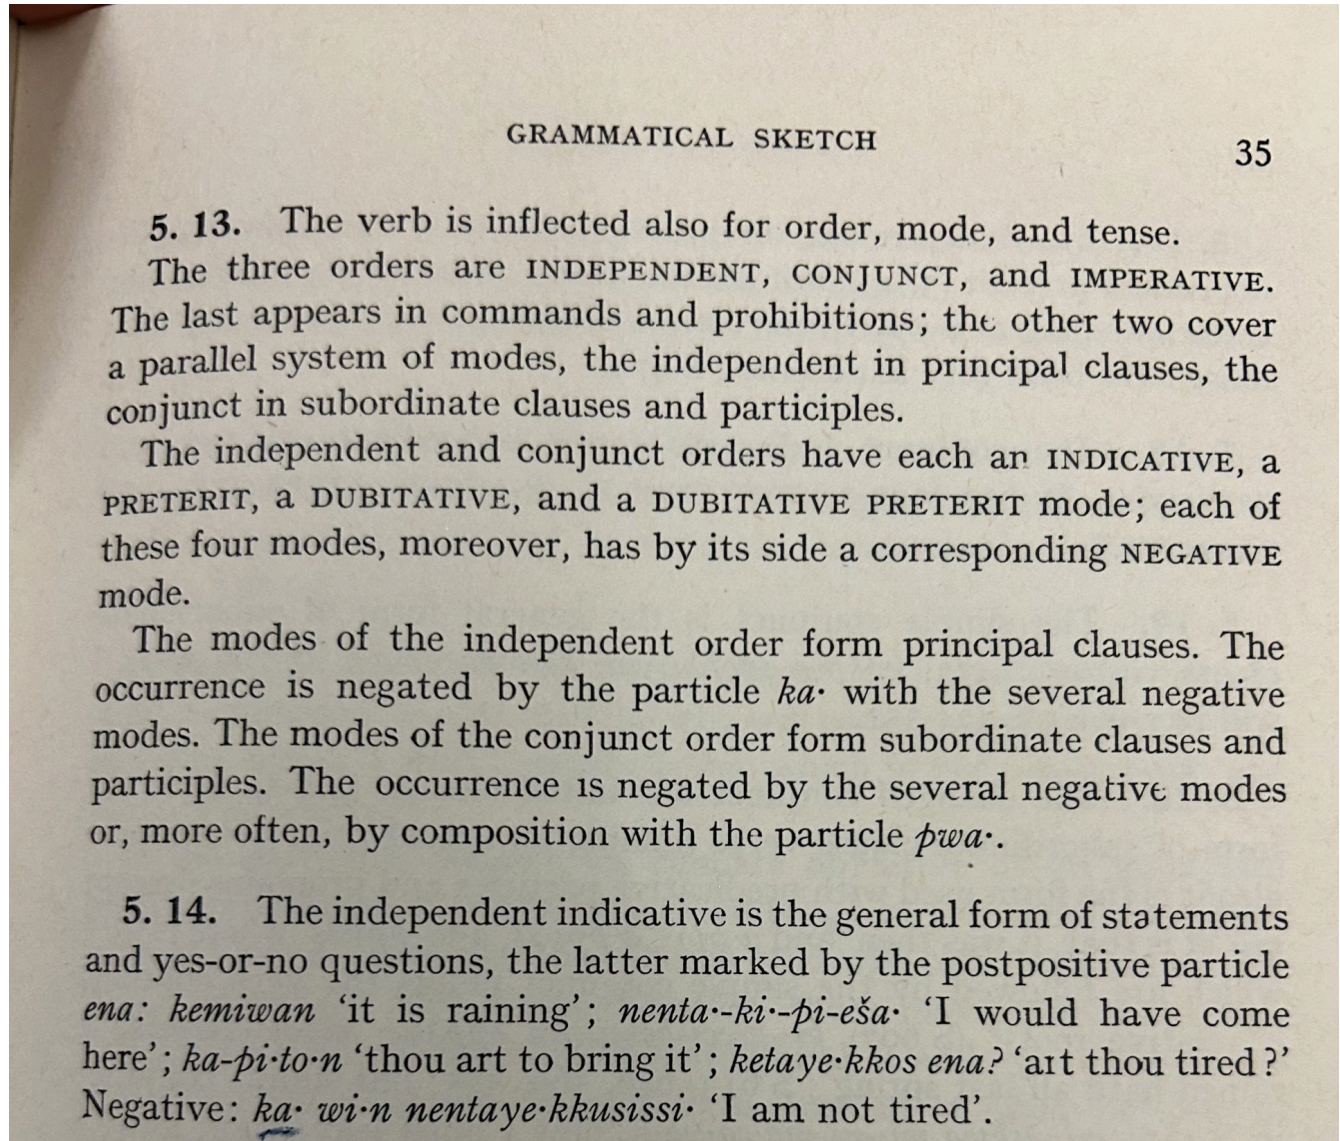 GRAMMATICAL SKETCH
35
5. 13. The verb is inflected also for order, mode, and tense.
The three orders are INDEPENDENT, CONJUNCT, and IMPERATIVE.
The last appears in commands and prohibitions; the other two cover
a parallel system of modes, the independent in principal clauses, the
conjunct in subordinate clauses and participles.
The independent and conjunct orders have each an INDICATIVE, a
PRETERIT, a DUBITATIVE, and a DUBITATIVE PRETERIT mode; each of
these four modes, moreover, has by its side a corresponding NEGATIVE
mode.
The modes of the independent order form principal clauses. The
occurrence is negated by the particle ka· with the several negative
modes. The modes of the conjunct order form subordinate clauses and
participles. The occurrence is negated by the several negative modes
or, more often, by composition with the particle pwa·.
5. 14. The independent indicative is the general form of statements
and yes-or-no questions, the latter marked by the postpositive particle
ena: kemiwan 'it is raining'; nenta·-ki·-pi-eša· 'I would have come
here'; ka-pi·to·n 'thou art to bring it'; ketaye·kkos ena? 'art thou tired?'
Negative: ka· wi·n nentaye·kkusissi· 'I am not tired'.